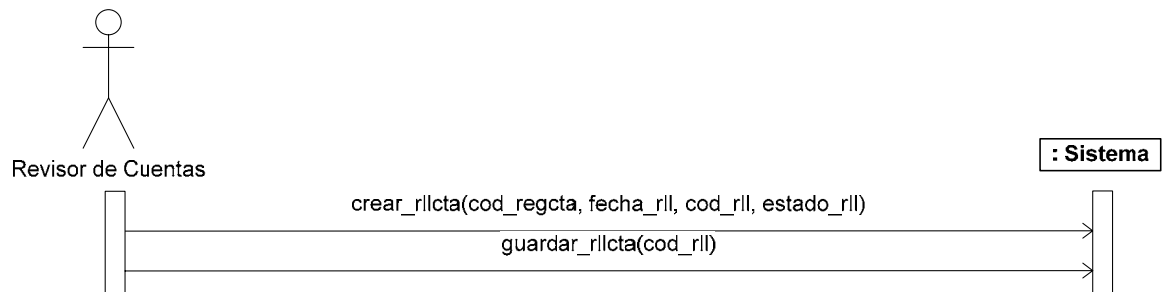 Revisor de Cuentas
: Sistema
crear_rllcta(cod_regcta, fecha_rll, cod_rll, estado_rll)
guardar_rllcta(cod_rll)